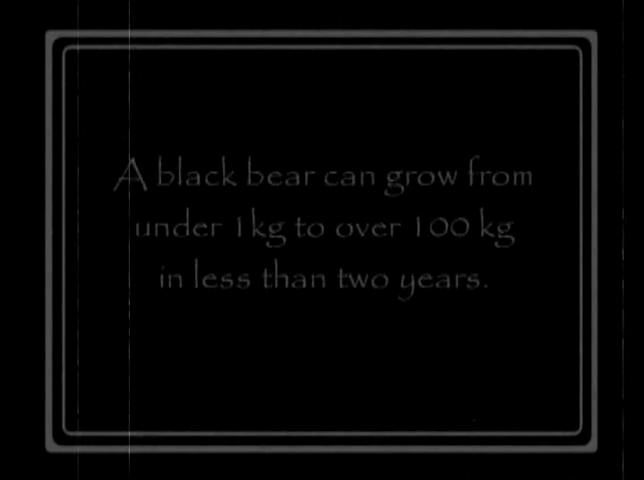 A black bear can grow from
under 1kg to over 100 kg
in less than two years.